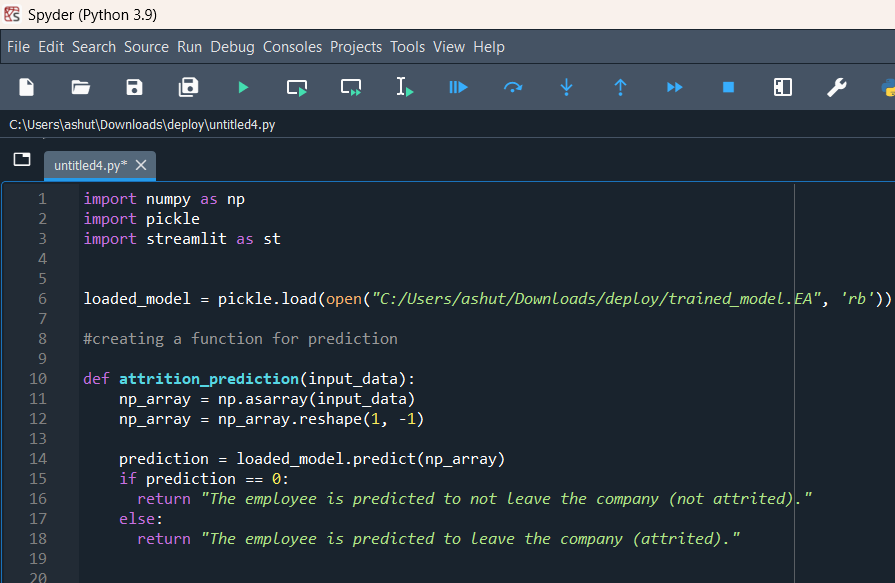 Spyder (Python 3.9)
File Edit Search Source Run Debug Consoles Projects Tools View Help
C:\Users\ashut\Downloads\deploy\untitled4.py
untitled4.py*
1 import numpy as np
2 import pickle
3 import streamlit as st
4
5
6 loaded_model = pickle.load(open("C:/Users/ashut/Downloads/deploy/trained_model.EA", 'rb'))
7
8 #creating a function for prediction
9
10 def attrition_prediction(input_data):
11     np_array = np.asarray(input_data)
12     np_array = np_array.reshape(1, -1)
13
14     prediction = loaded_model.predict(np_array)
15     if prediction == 0:
16       return "The employee is predicted to not leave the company (not attrited)."
17     else:
18       return "The employee is predicted to leave the company (attrited)."
19
20